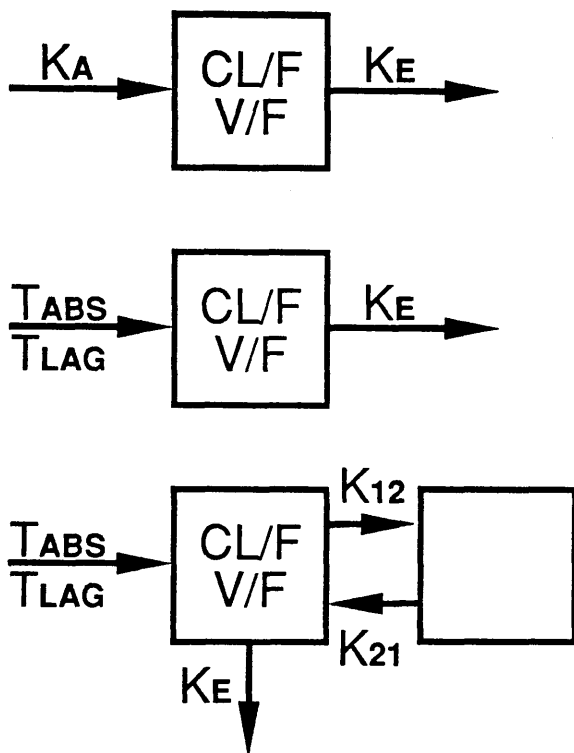 KA
CL/F
V/F
KE
TABS
TLAG
CL/F
V/F
KE
K12
TABS
TLAG
CL/F
V/F
K21
KE